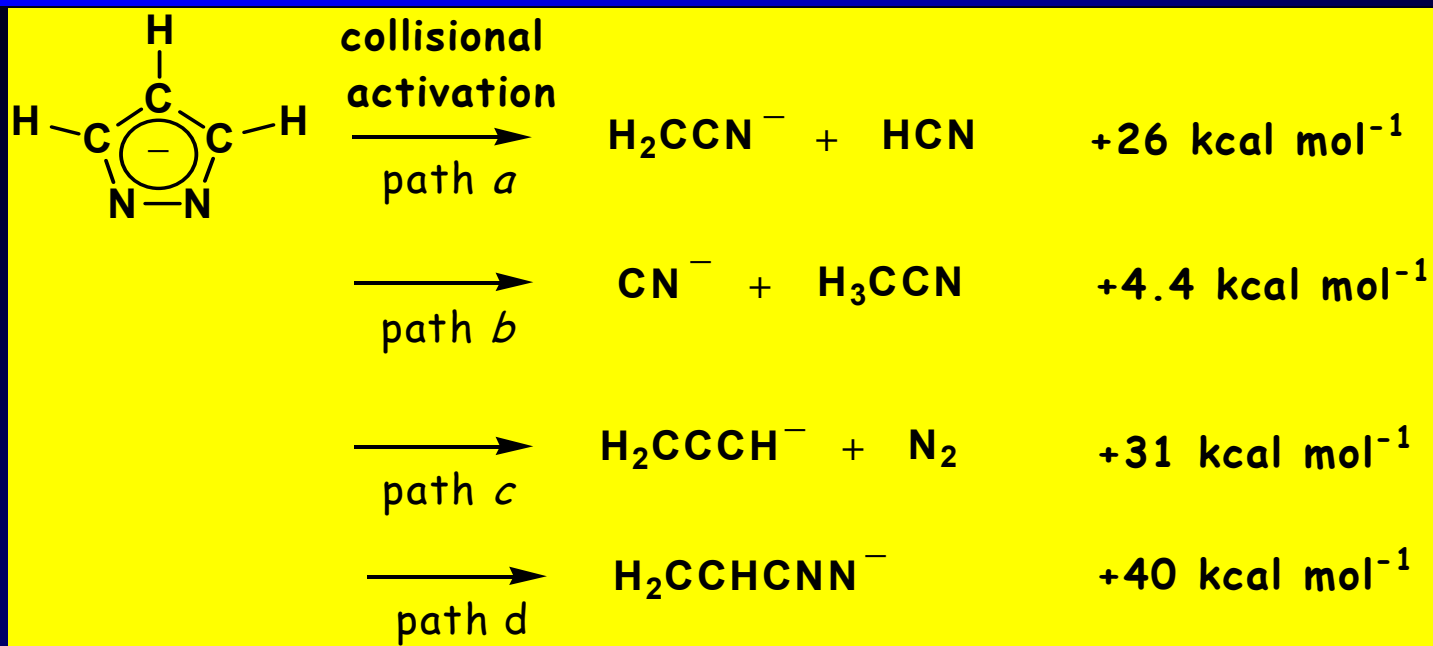 H
C
H C C H
−
N N
collisional
activation
path a
H₂CCN⁻ + HCN +26 kcal mol⁻¹
path b
CN⁻ + H₃CCN +4.4 kcal mol⁻¹
path c
H₂CCCH⁻ + N₂ +31 kcal mol⁻¹
path d
H₂CCHCNN⁻ +40 kcal mol⁻¹